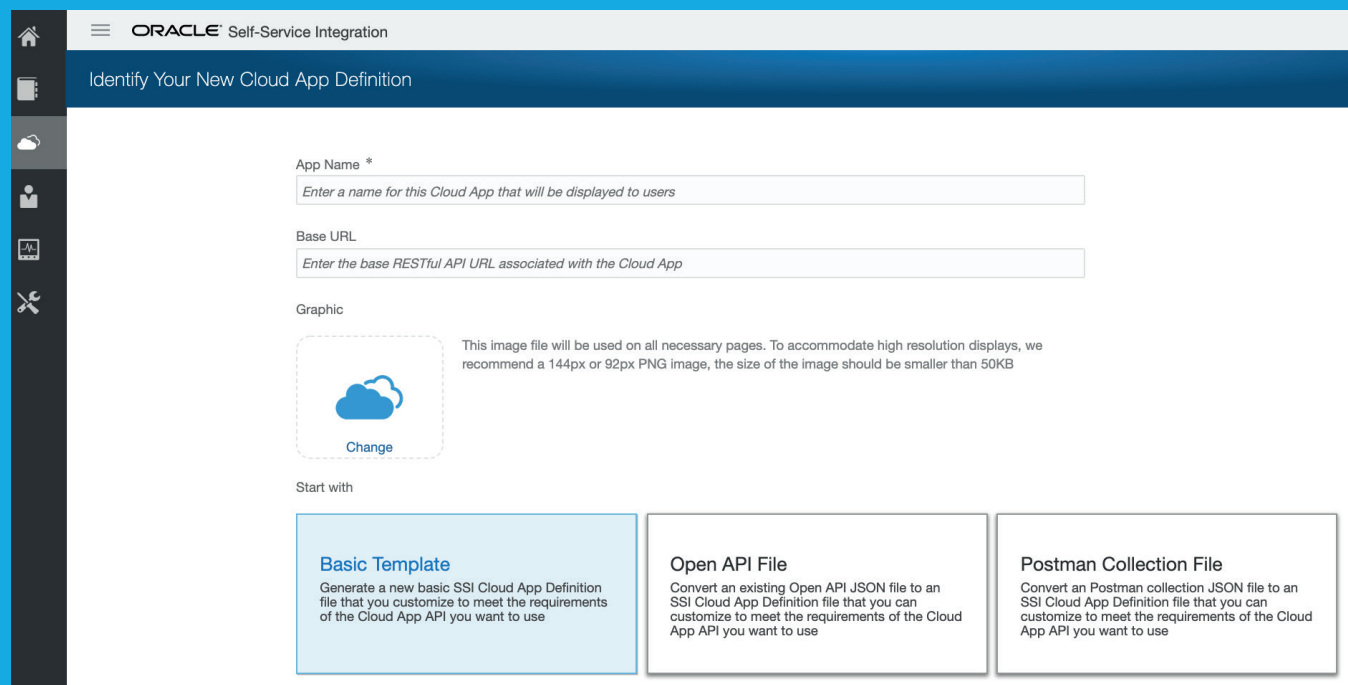 ORACLE Self-Service Integration
Identify Your New Cloud App Definition
App Name *
Enter a name for this Cloud App that will be displayed to users
Base URL
Enter the base RESTful API URL associated with the Cloud App
Graphic
This image file will be used on all necessary pages. To accommodate high resolution displays, we
recommend a 144px or 92px PNG image, the size of the image should be smaller than 50KB
Change
Start with
Basic Template
Generate a new basic SSI Cloud App Definition
file that you customize to meet the requirements
of the Cloud App API you want to use
Open API File
Convert an existing Open API JSON file to an
SSI Cloud App Definition file that you can
customize to meet the requirements of the Cloud
App API you want to use
Postman Collection File
Convert an Postman collection JSON file to an
SSI Cloud App Definition file that you can
customize to meet the requirements of the Cloud
App API you want to use